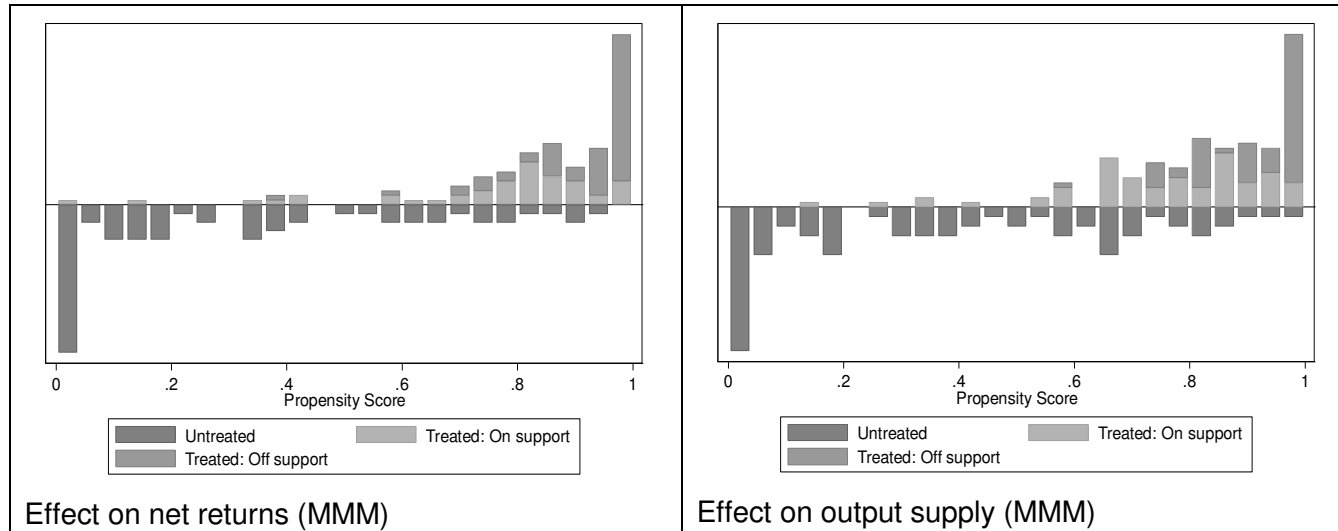 0 .2 .4 .6 .8 1
Propensity Score
Untreated Treated: On support
Treated: Off support
Effect on net returns (MMM)
0 .2 .4 .6 .8 1
Propensity Score
Untreated Treated: On support
Treated: Off support
Effect on output supply (MMM)